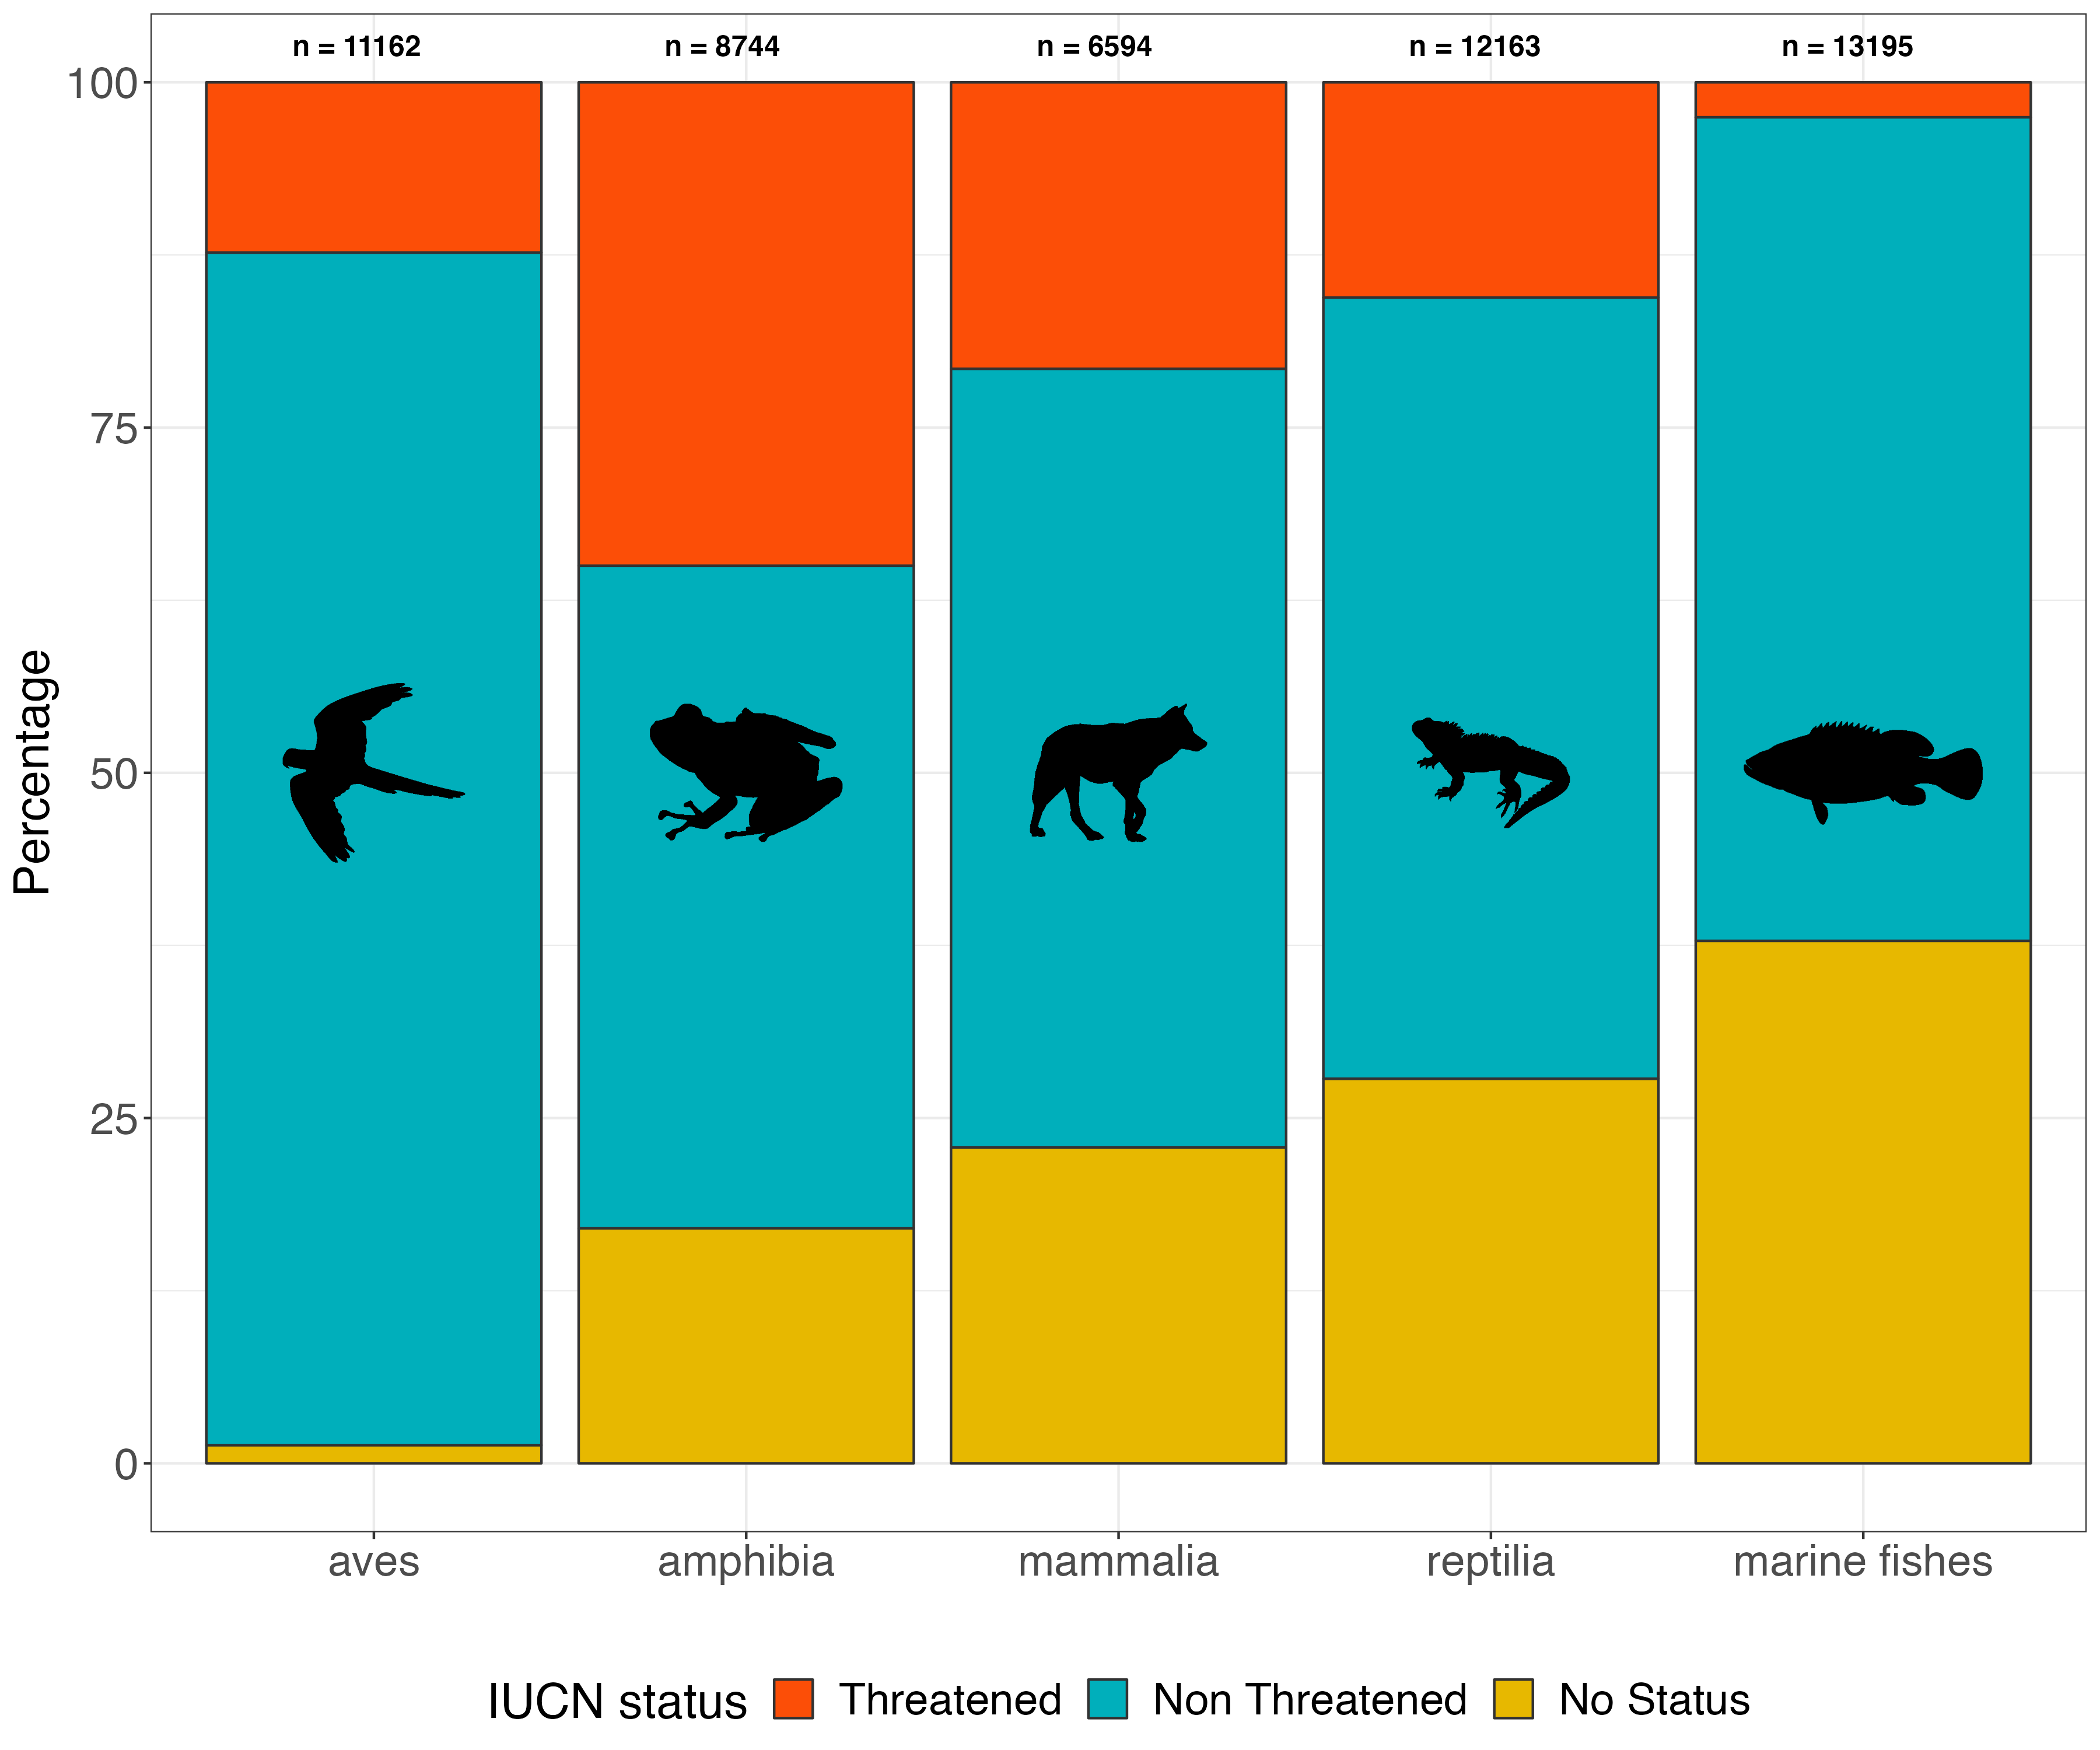 n = 11162 n = 8744 n = 6594 n = 12163 n = 13195
100
75
50
25
0
Percentage
aves amphibia mammalia reptilia marine fishes
IUCN status Threatened Non Threatened No Status